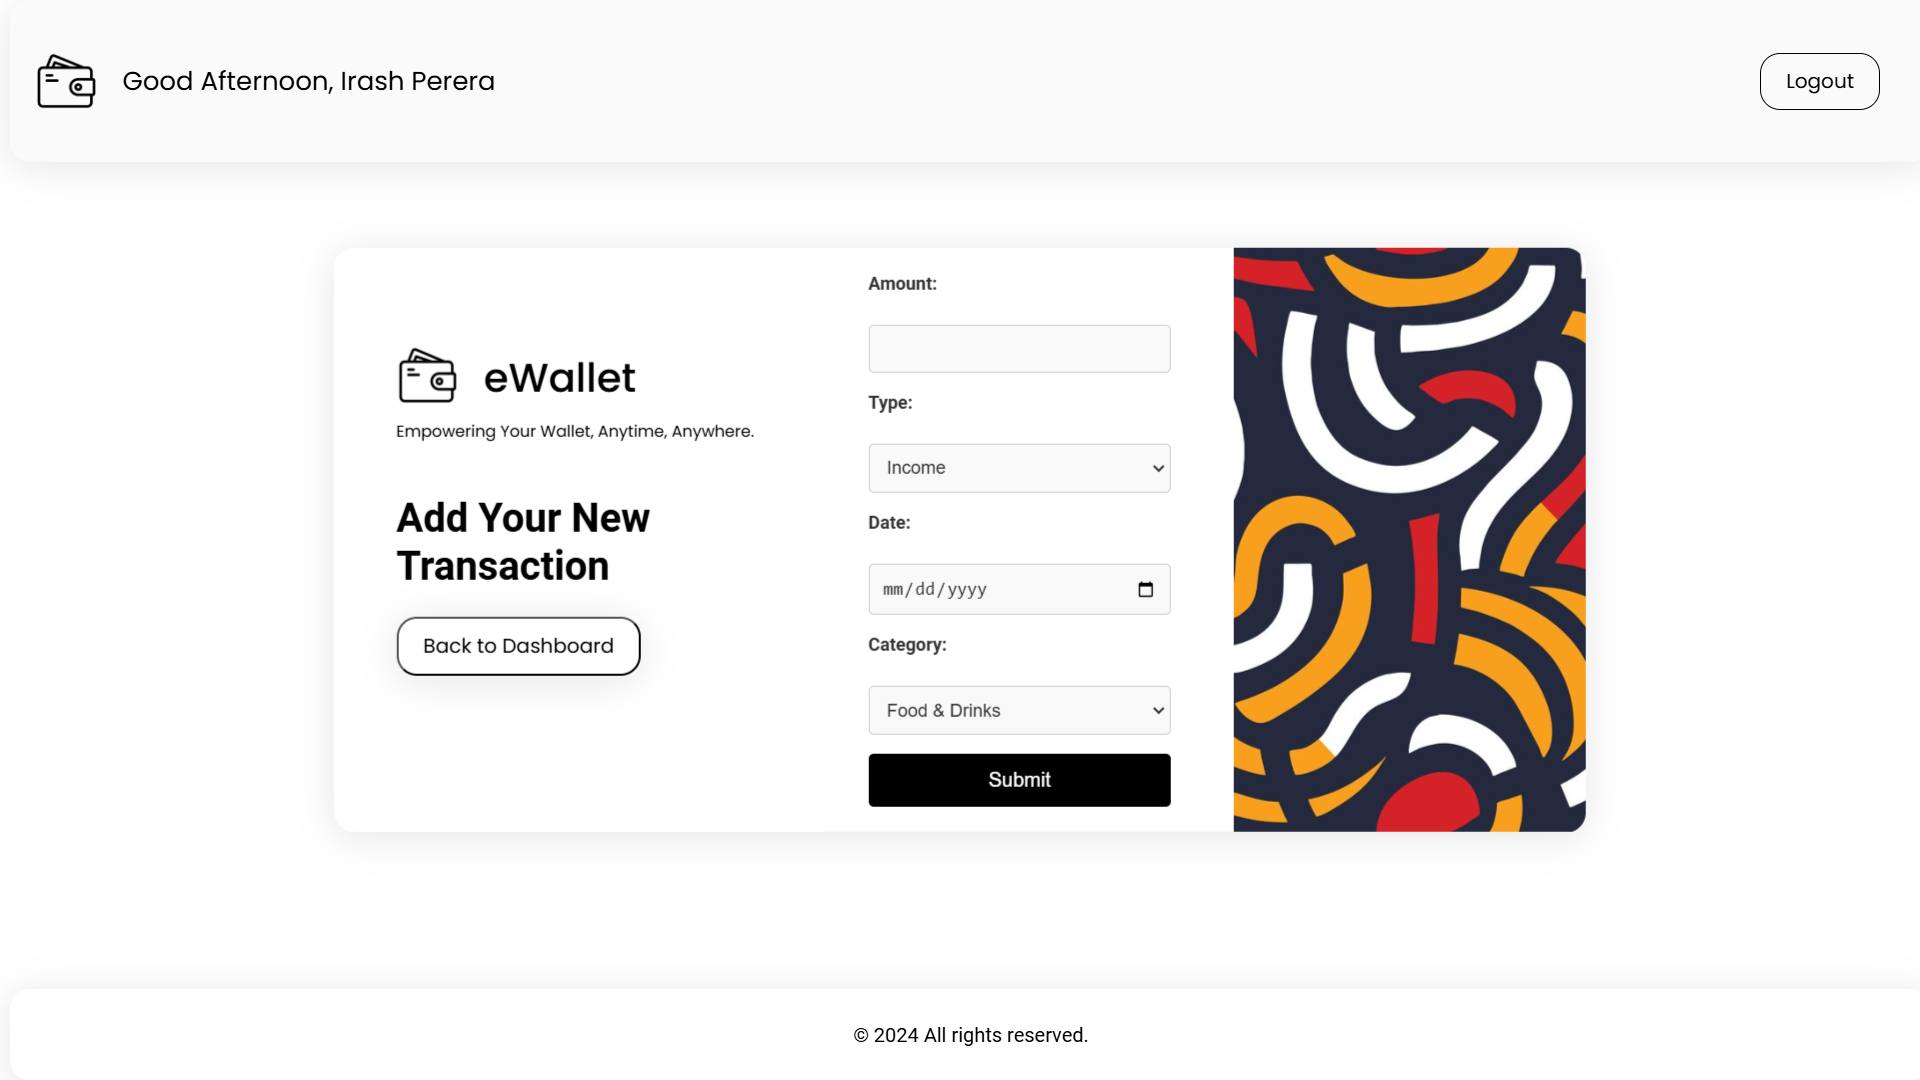 Good Afternoon, Irash Perera
Logout
eWallet
Empowering Your Wallet, Anytime, Anywhere.
Add Your New
Transaction
Back to Dashboard
Amount:
Type:
Income
Date:
mm/dd/yyyy
Category:
Food & Drinks
Submit
© 2024 All rights reserved.